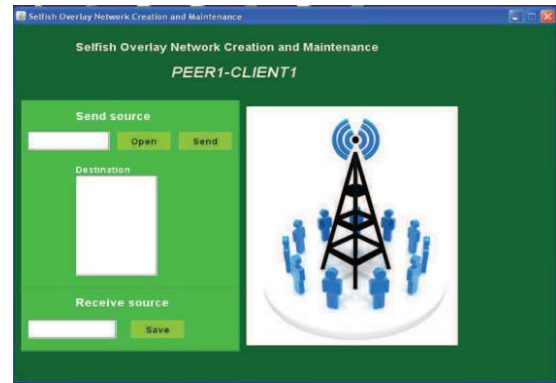 Selfish Overlay Network Creation and Maintenance
Selfish Overlay Network Creation and Maintenance
PEER1-CLIENT1
Send source
Open Send
Destination
Receive source
Save